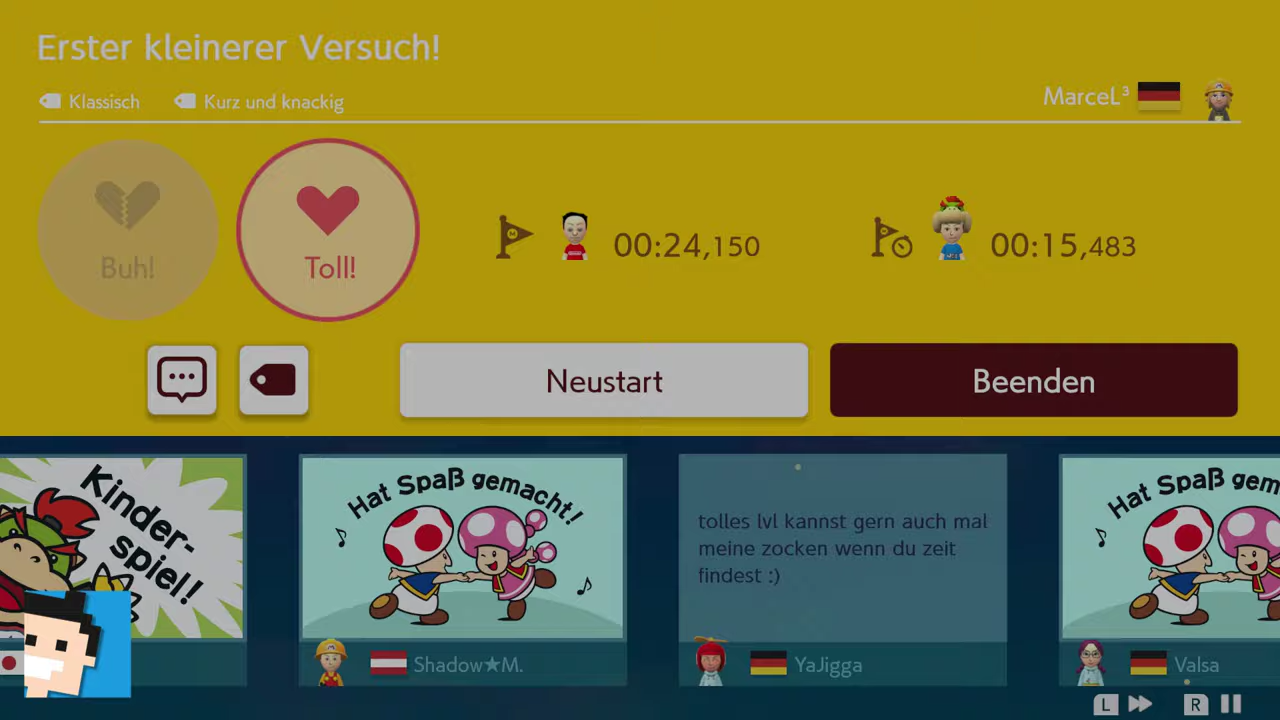 Erster kleinerer Versuch!
Klassisch
Kurz und knackig
MarceL³
Buh!
Toll!
00:24,150
00:15,483
Neustart
Beenden
Kinder-
spiel!
Hat Spaß gemacht!
tolles lvl kannst gern auch mal
meine zocken wenn du zeit
findest :)
Hat Spaß gem
Shadow★M.
YaJigga
Valsa
L
R